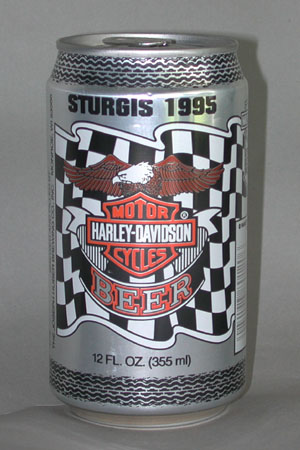 STURGIS 1995
MOTOR
HARLEY-DAVIDSON
®
CYCLES
BEER
12 FL. OZ. (355 ml)